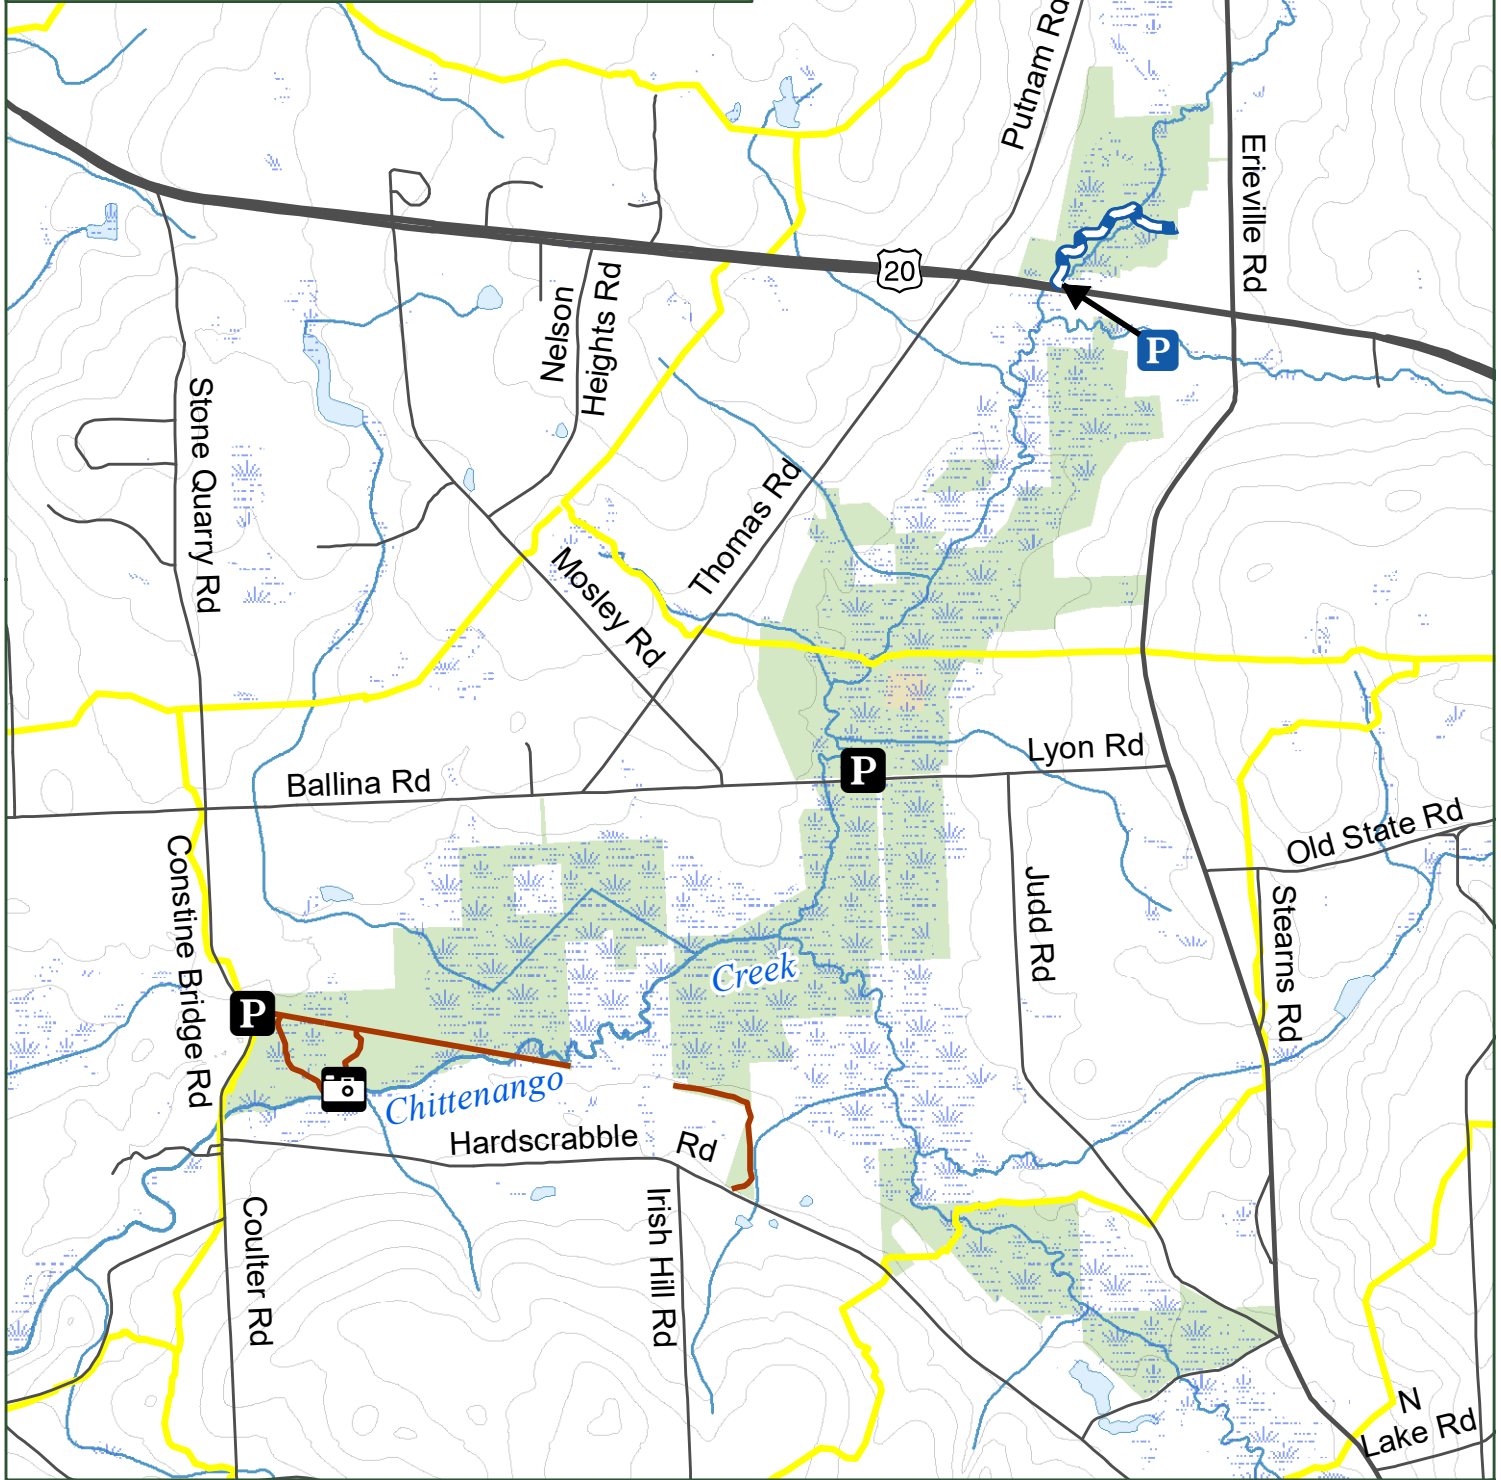 Putnam Rd
Erieville Rd
20
P
Nelson
Heights Rd
Stone Quarry Rd
Thomas Rd
Mosley Rd
Lyon Rd
P
Ballina Rd
Old State Rd
Constine Bridge Rd
Judd Rd
Stearns Rd
Creek
P
Chittenango
Hardscrabble Rd
Irish Hill Rd
Coulter Rd
N
Lake Rd